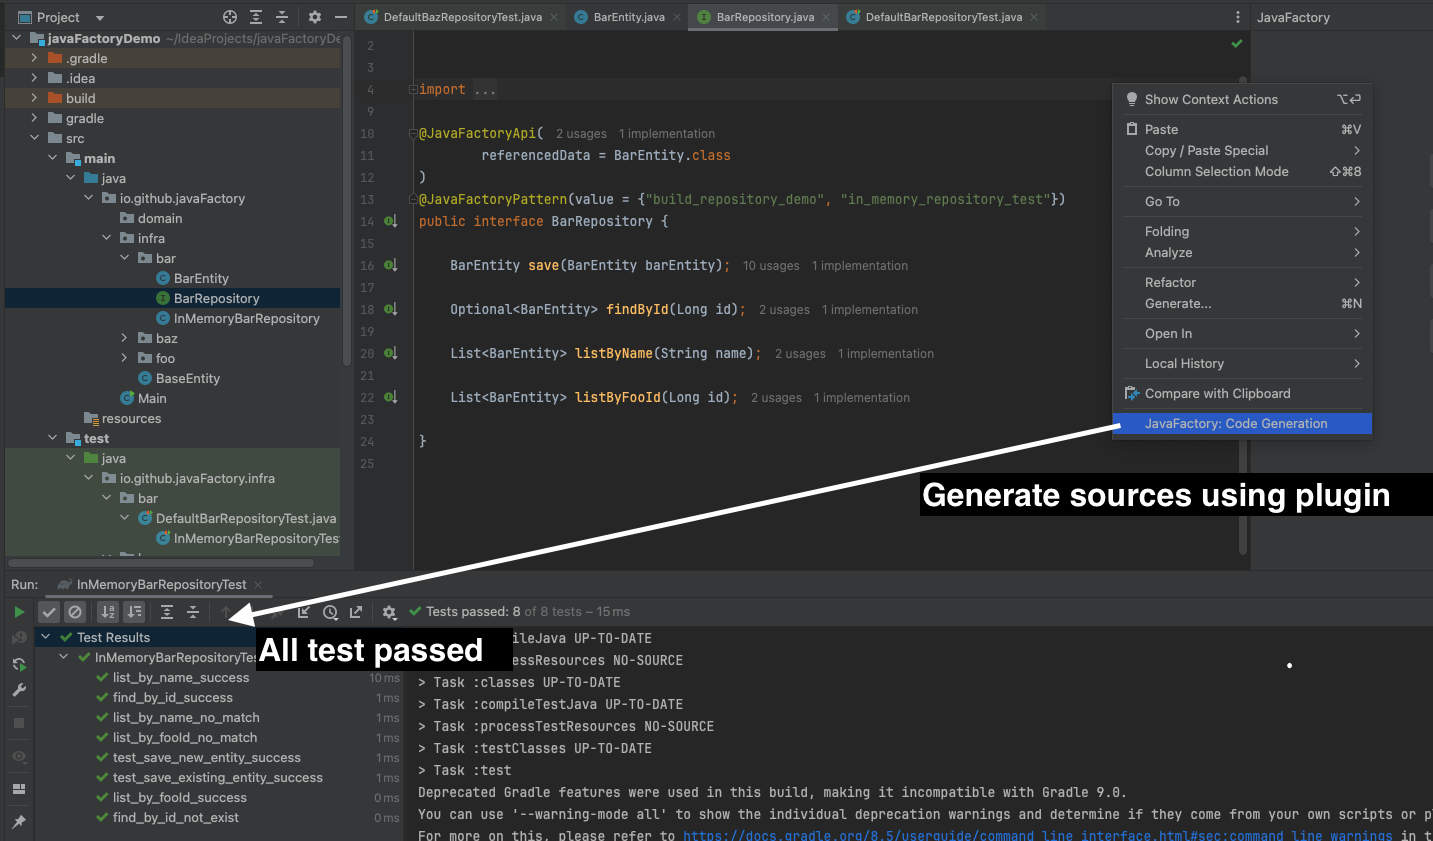 Project
DefaultBazRepositoryTest.java
BarEntity.java
BarRepository.java
DefaultBarRepositoryTest.java
JavaFactory
javaFactoryDemo ~/IdeaProjects/javaFactoryDe
.gradle
.idea
build
gradle
src
main
java
io.github.javaFactory
domain
infra
bar
BarEntity
BarRepository
InMemoryBarRepository
baz
foo
BaseEntity
Main
resources
test
java
io.github.javaFactory.infra
bar
DefaultBarRepositoryTest.java
InMemoryBarRepositoryTes
2
3
4 import ...
9
10 @JavaFactoryApi( 2 usages 1 implementation
11 referencedData = BarEntity.class
12 )
13 @JavaFactoryPattern(value = {"build_repository_demo", "in_memory_repository_test"})
14 public interface BarRepository {
15
16 BarEntity save(BarEntity barEntity); 10 usages 1 implementation
17
18 Optional<BarEntity> findById(Long id); 2 usages 1 implementation
19
20 List<BarEntity> listByName(String name); 2 usages 1 implementation
21
22 List<BarEntity> listByFooId(Long id); 2 usages 1 implementation
23
24 }
25
Show Context Actions ⌥⏎
Paste ⌘V
Copy / Paste Special
Column Selection Mode ⇧⌘8
Go To
Folding
Analyze
Refactor
Generate... ⌘N
Open In
Local History
Compare with Clipboard
JavaFactory: Code Generation
Generate sources using plugin
Run: InMemoryBarRepositoryTest
Tests passed: 8 of 8 tests – 15 ms
All test passed
Test Results
InMemoryBarRepositoryTes
list_by_name_success 10 ms
find_by_id_success 1 ms
list_by_name_no_match 1 ms
list_by_fooId_no_match 1 ms
test_save_new_entity_success 1 ms
test_save_existing_entity_success 1 ms
list_by_fooId_success 0 ms
find_by_id_not_exist 0 ms
ileJava UP-TO-DATE
essResources NO-SOURCE
> Task :classes UP-TO-DATE
> Task :compileTestJava UP-TO-DATE
> Task :processTestResources NO-SOURCE
> Task :testClasses UP-TO-DATE
> Task :test
Deprecated Gradle features were used in this build, making it incompatible with Gradle 9.0.
You can use '--warning-mode all' to show the individual deprecation warnings and determine if they come from your own scripts or pl
For more on this, please refer to https://docs.gradle.org/8.5/userguide/command_line_interface.html#sec:command_line_warnings in t